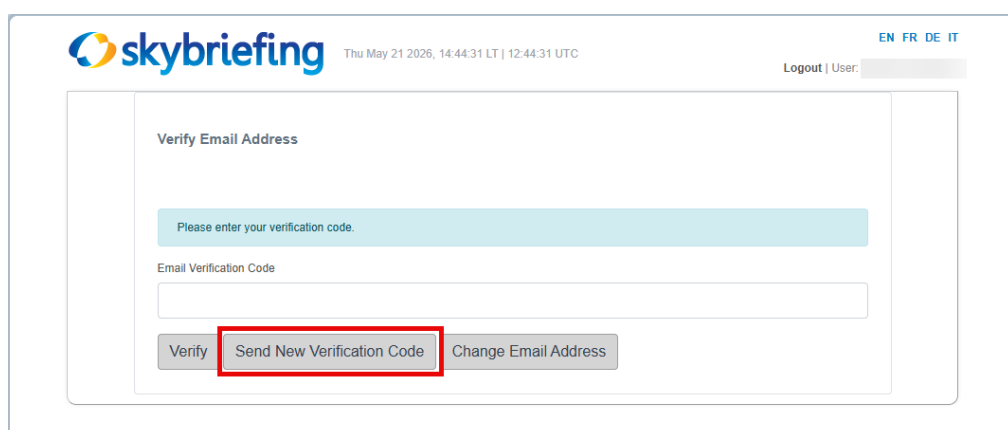 skybriefing
Thu May 21 2026, 14:44:31 LT | 12:44:31 UTC
EN FR DE IT
Logout | User:
Verify Email Address
Please enter your verification code.
Email Verification Code
Verify
Send New Verification Code
Change Email Address